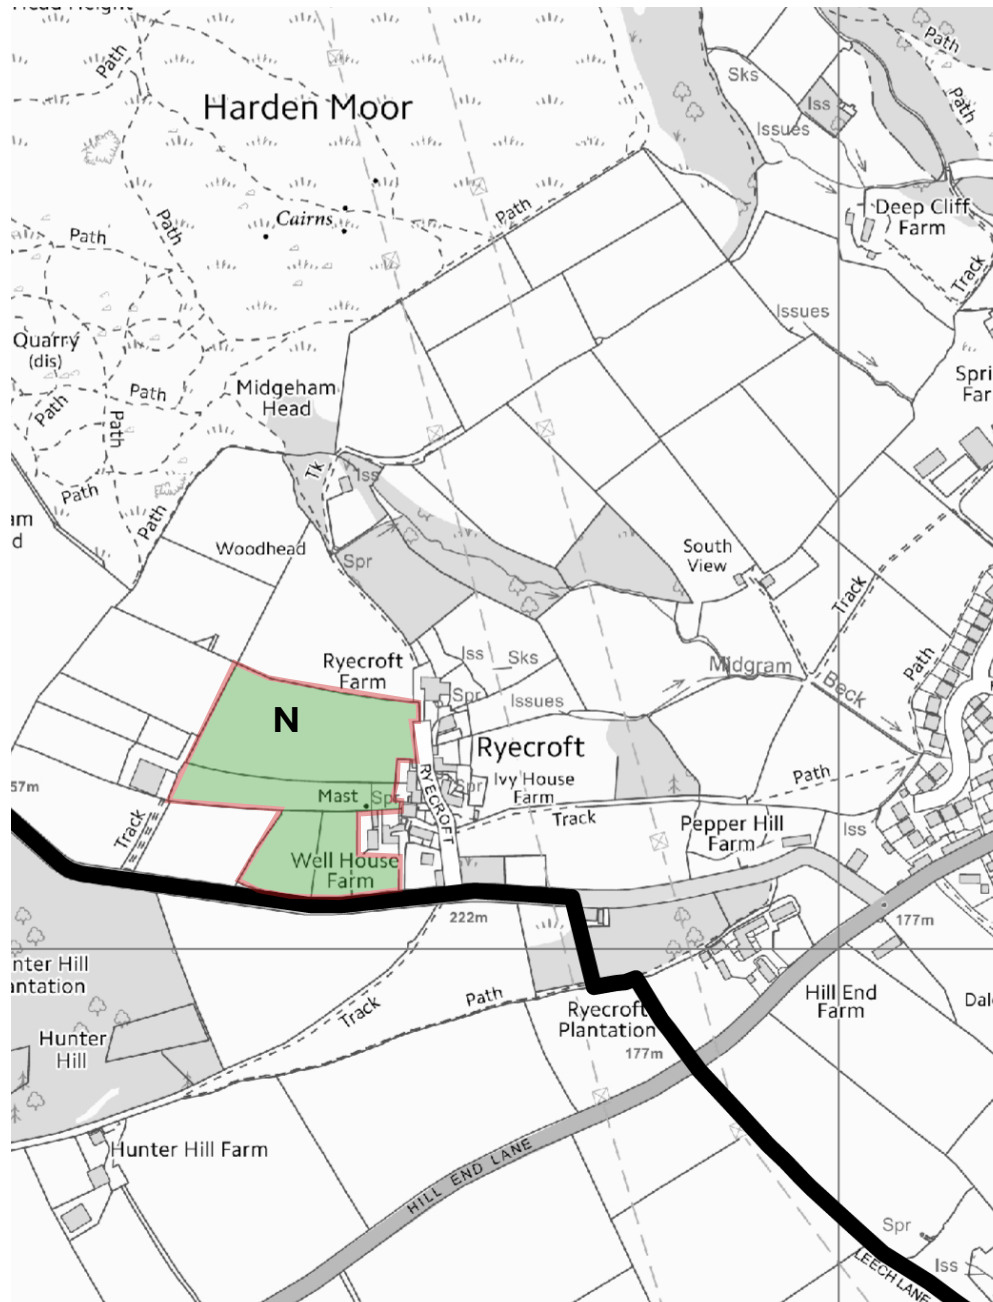 Path
Harden Moor
Sks
Iss
Issues
Path
Path
Cairns
Path
Path
Path
Deep Cliff
Farm
Track
Issues
Quarry
(dis)
Path
Path
Path
Midgeham
Head
Path
Path
Tk
Iss
Woodhead
Spr
South
View
Track
Path
Ryecroft
Farm
Iss
Sks
Spr
Issues
Midgram
Beck
N
Ryecroft
RYECROFT
Ivy House
Farm
Spr
Path
57m
Mast
Spr
Track
Track
Pepper Hill
Farm
Iss
Well House
Farm
222m
177m
Hunter
Hill
Track
Path
Ryecroft
Plantation
177m
Hill End
Farm
Hunter Hill Farm
HILL END LANE
Spr
Iss
LEECH LANE